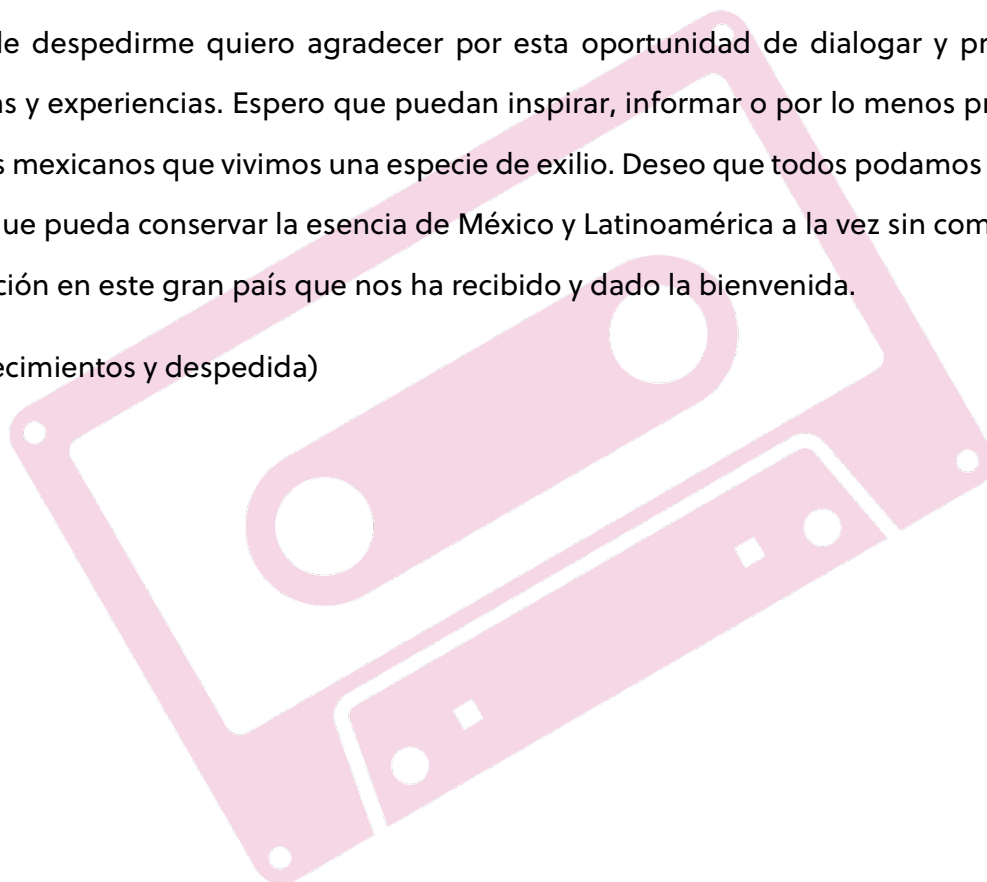 le despedirme quiero agradecer por esta oportunidad de dialogar y pr
s y experiencias. Espero que puedan inspirar, informar o por lo menos pr
s mexicanos que vivimos una especie de exilio. Deseo que todos podamos
ue pueda conservar la esencia de México y Latinoamérica a la vez sin com
ción en este gran país que nos ha recibido y dado la bienvenida.
ecimientos y despedida)